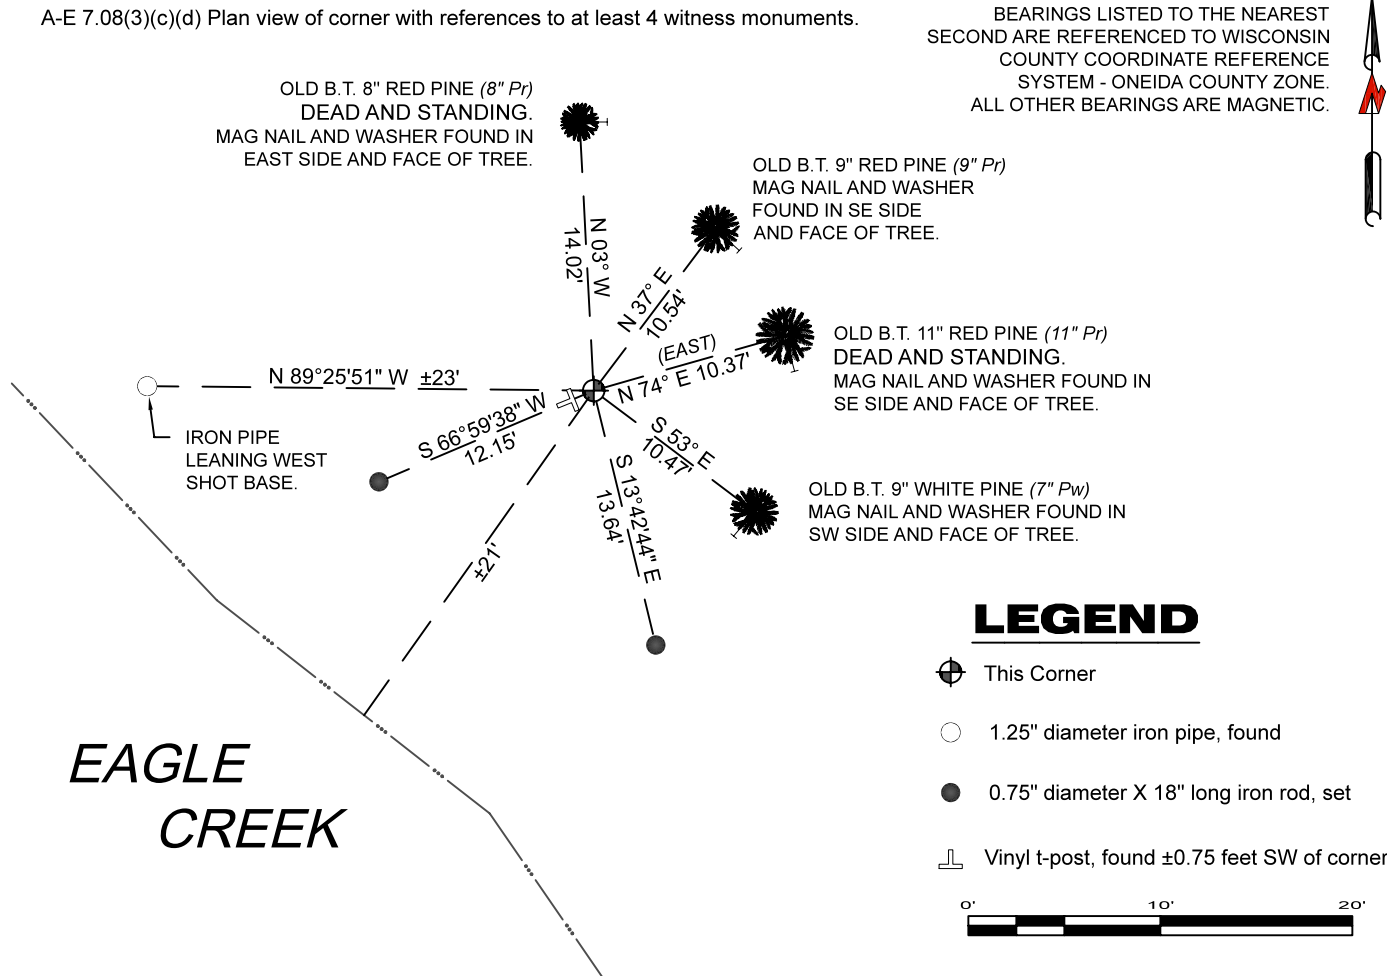 A-E 7.08(3)(c)(d) Plan view of corner with references to at least 4 witness monuments.
BEARINGS LISTED TO THE NEAREST
SECOND ARE REFERENCED TO WISCONSIN
COUNTY COORDINATE REFERENCE
SYSTEM - ONEIDA COUNTY ZONE.
ALL OTHER BEARINGS ARE MAGNETIC.
N
OLD B.T. 8" RED PINE (8" Pr)
DEAD AND STANDING.
MAG NAIL AND WASHER FOUND IN
EAST SIDE AND FACE OF TREE.
OLD B.T. 9" RED PINE (9" Pr)
MAG NAIL AND WASHER
FOUND IN SE SIDE
AND FACE OF TREE.
N 03° W
14.02'
N 37° E
10.54'
(EAST)
N 74° E 10.37'
OLD B.T. 11" RED PINE (11" Pr)
DEAD AND STANDING.
MAG NAIL AND WASHER FOUND IN
SE SIDE AND FACE OF TREE.
N 89°25'51" W ±23'
IRON PIPE
LEANING WEST
SHOT BASE.
S 66°59'38" W
12.15'
S 53° E
10.47'
S 13°42'44" E
13.64'
±21'
OLD B.T. 9" WHITE PINE (7" Pw)
MAG NAIL AND WASHER FOUND IN
SW SIDE AND FACE OF TREE.
EAGLE
CREEK
LEGEND
This Corner
1.25" diameter iron pipe, found
0.75" diameter X 18" long iron rod, set
Vinyl t-post, found ±0.75 feet SW of corner
0' 10' 20'